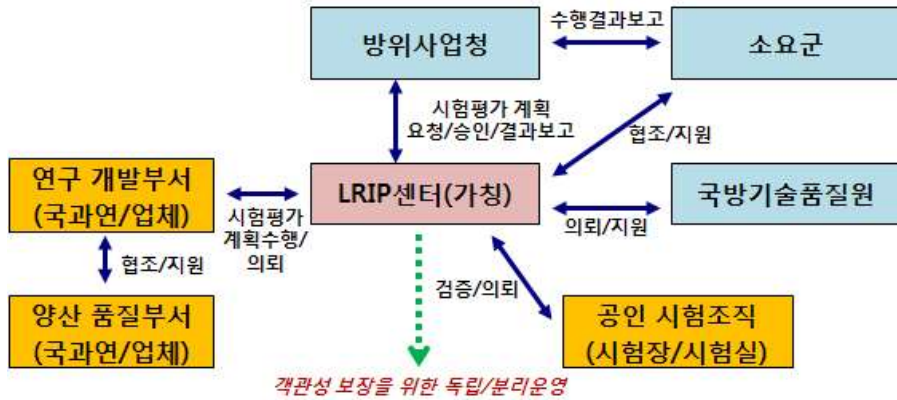 수행결과보고
방위사업청
소요군
시험평가 계획
요청/승인/결과보고
협조/지원
연구 개발부서
(국과연/업체)
시험평가
계획수행/
의뢰
LRIP센터(가칭)
의뢰/지원
국방기술품질원
협조/지원
검증/의뢰
양산 품질부서
(국과연/업체)
공인 시험조직
(시험장/시험실)
객관성 보장을 위한 독립/분리운영